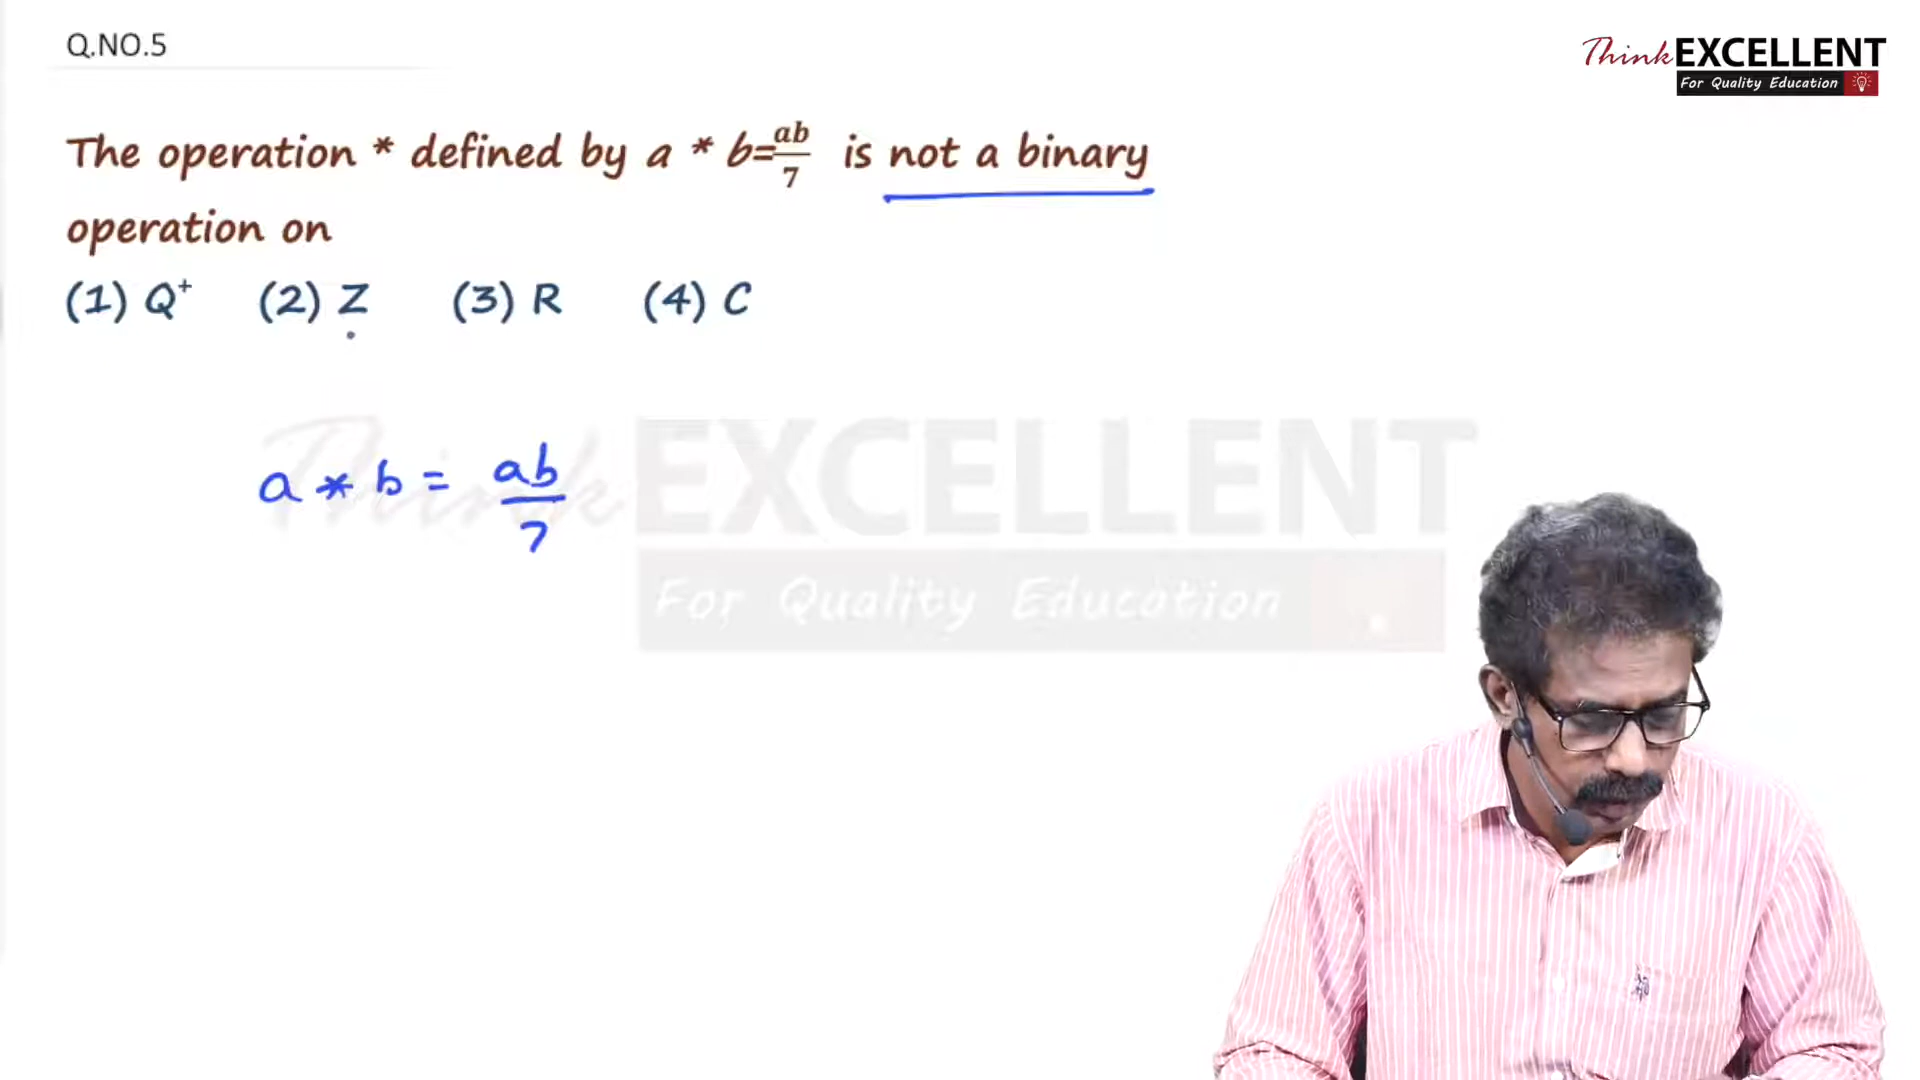 Q.NO.5
Think EXCELLENT
For Quality Education
The operation * defined by a * b=ab/7 is not a binary
operation on
(1) Q⁺ (2) Z (3) R (4) C
a * b = ab/7
Think EXCELLENT
For Quality Education